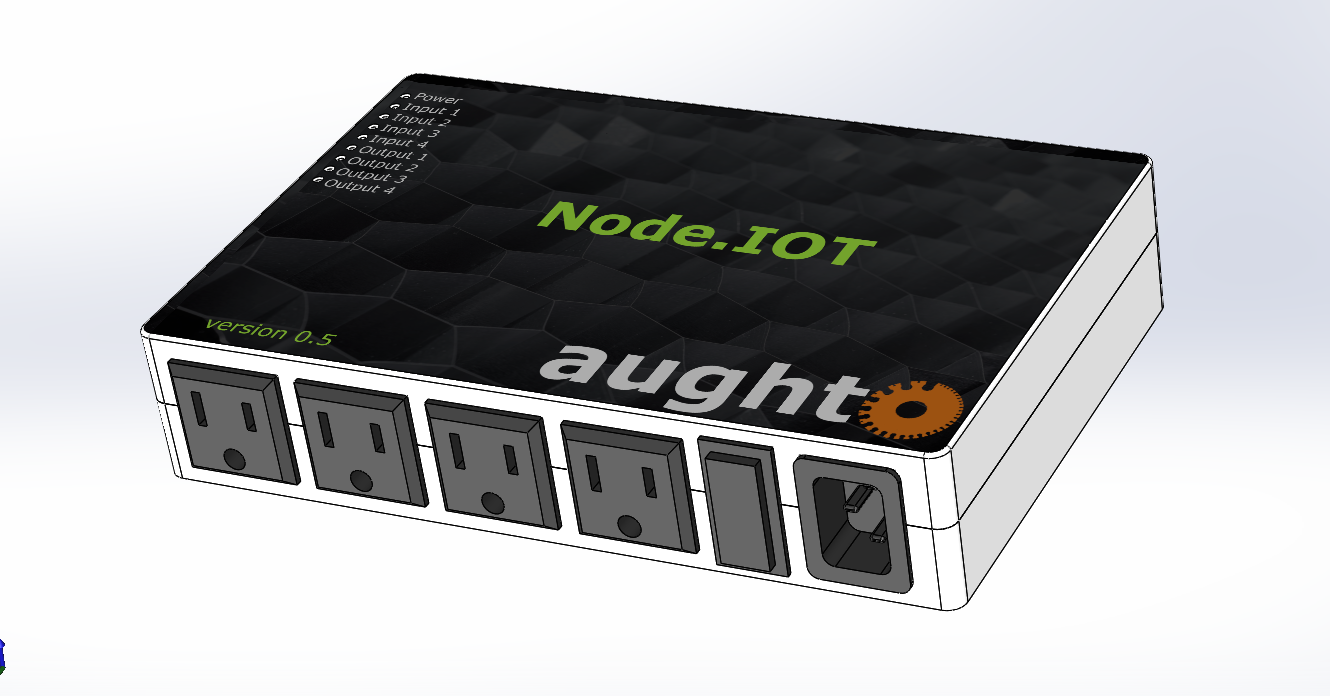 Power
Input 1
Input 2
Input 3
Input 4
Output 1
Output 2
Output 3
Output 4
Node.IOT
version 0.5
aught